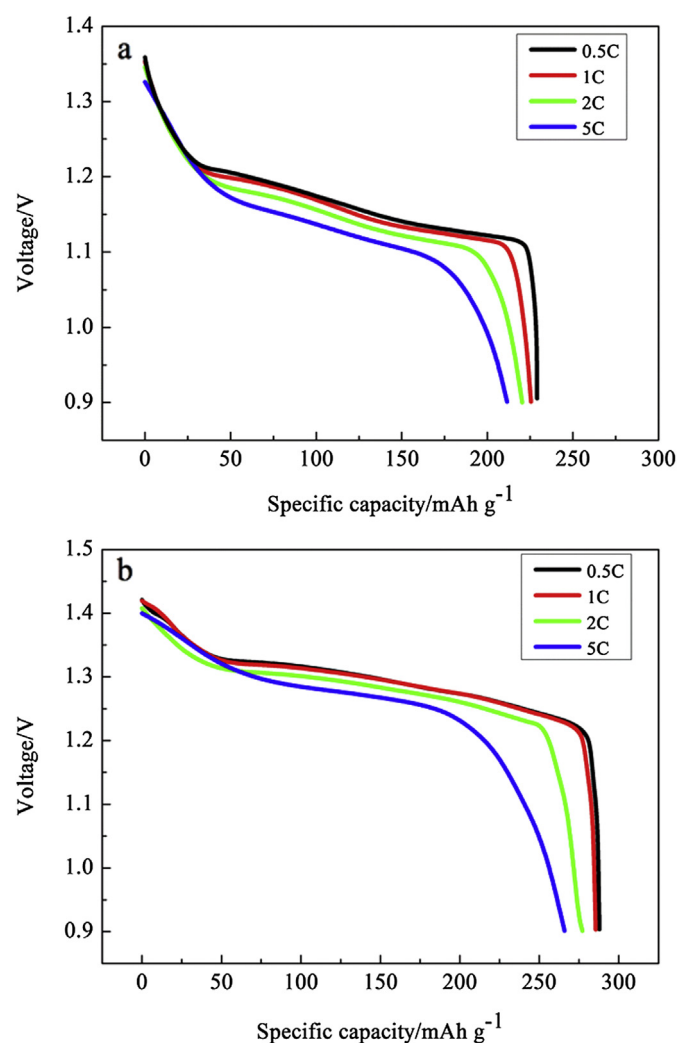 a
0.5C
1C
2C
5C
1.4
1.3
1.2
1.1
1.0
0.9
Voltage/V
0 50 100 150 200 250 300
Specific capacity/mAh g⁻¹
b
0.5C
1C
2C
5C
1.5
1.4
1.3
1.2
1.1
1.0
0.9
Voltage/V
0 50 100 150 200 250 300
Specific capacity/mAh g⁻¹